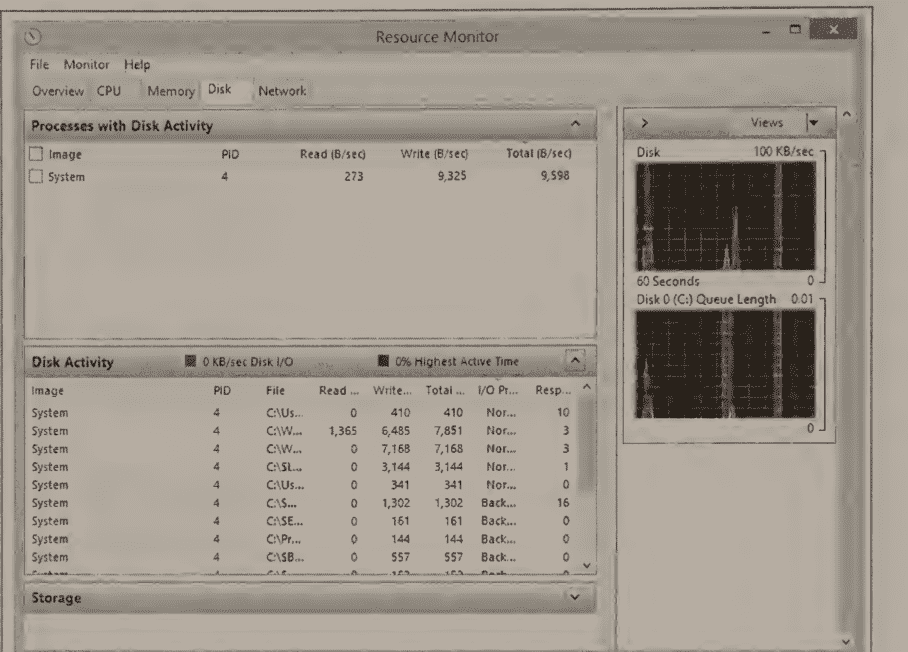 Resource Monitor
File Monitor Help
Overview CPU Memory Disk Network
Processes with Disk Activity
Image PID Read (B/sec) Write (B/sec) Total (B/sec)
System 4 273 9,325 9,598
Disk Activity 0 KB/sec Disk I/O 0% Highest Active Time
Image PID File Read ... Write... Total ... I/O Pr... Resp...
System 4 C:\Us... 0 410 410 Nor... 10
System 4 C:\W... 1,365 6,485 7,851 Nor... 3
System 4 C:\W... 0 7,168 7,168 Nor... 3
System 4 C:\SL... 0 3,144 3,144 Nor... 1
System 4 C:\Us... 0 341 341 Nor... 0
System 4 C:\S... 0 1,302 1,302 Back... 16
System 4 C:\SE... 0 161 161 Back... 0
System 4 C:\Pr... 0 144 144 Back... 0
System 4 C:\SB... 0 557 557 Back... 0
Storage
Views
Disk 100 KB/sec
60 Seconds 0
Disk 0 (C:) Queue Length 0.01
0